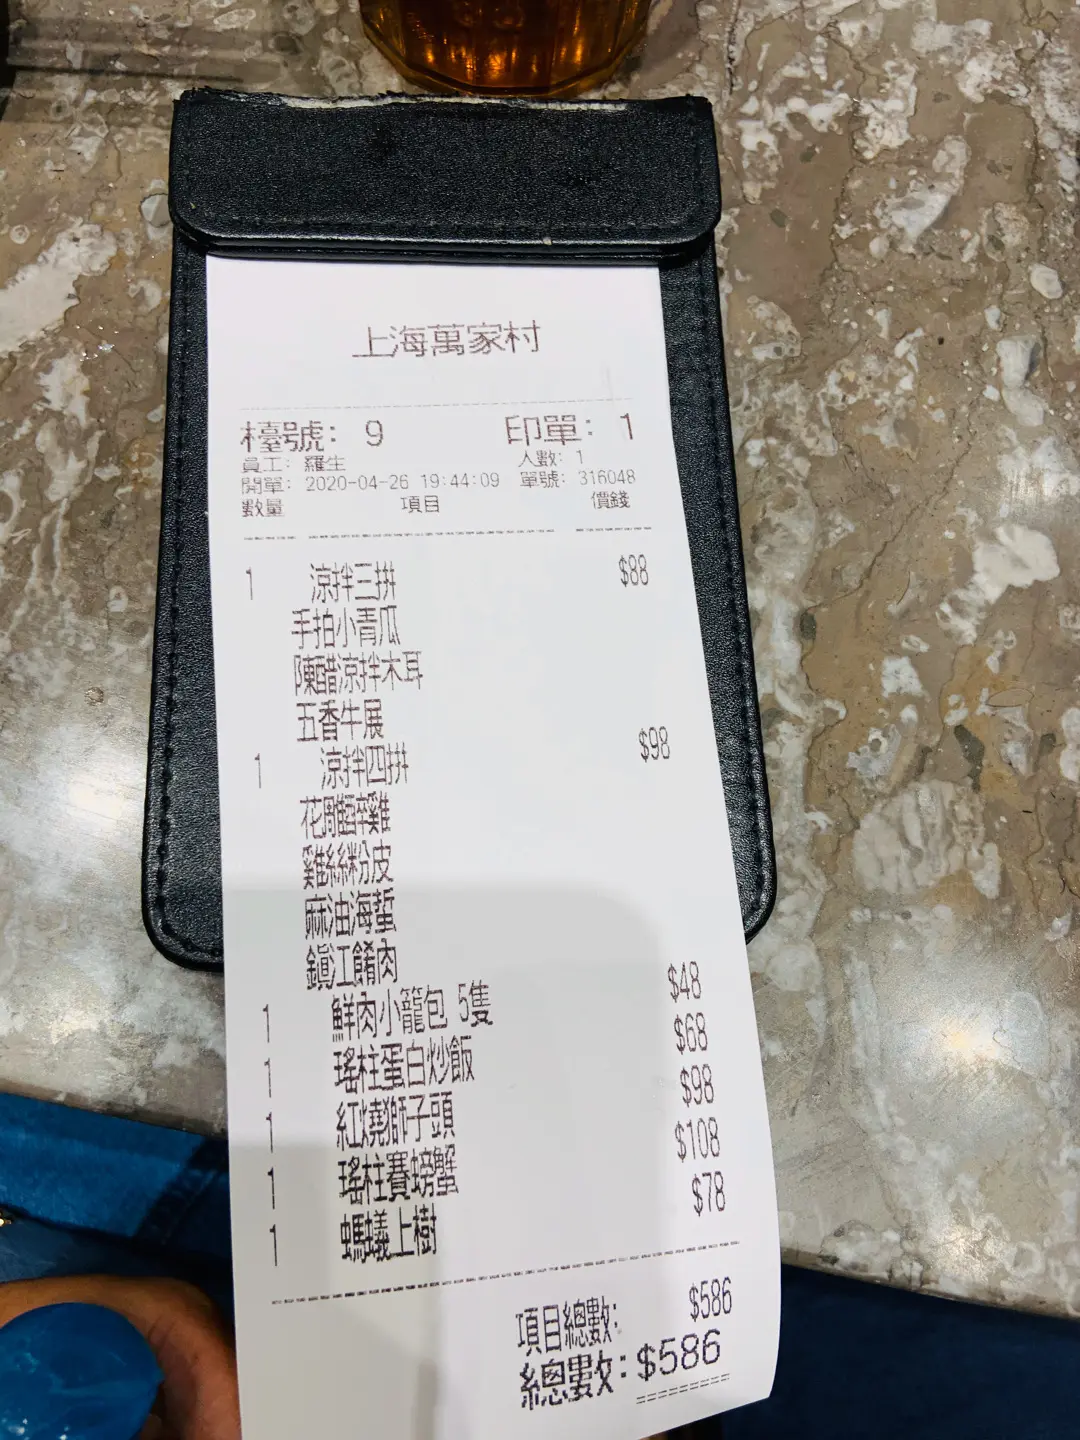 上海萬家村
檯號: 9 印單: 1
員工: 羅生 人數: 1
開單: 2020-04-26 19:44:09 單號: 316048
數量 項目 價錢
1 涼拌三拼 $88
手拍小青瓜
陳醋涼拌木耳
五香牛展
1 涼拌四拼 $98
花雕醉雞
雞絲粉皮
麻油海蜇
鎮江餚肉
1 鮮肉小籠包 5隻 $48
1 瑤柱蛋白炒飯 $68
1 紅燒獅子頭 $98
1 瑤柱賽螃蟹 $108
1 螞蟻上樹 $78
項目總數: $586
總數: $586